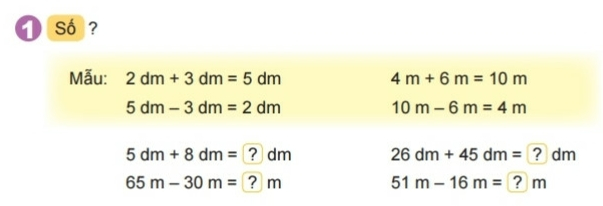 1 Số ?
Mẫu: 2 dm + 3 dm = 5 dm 4 m + 6 m = 10 m
5 dm – 3 dm = 2 dm 10 m – 6 m = 4 m
5 dm + 8 dm = ? dm 26 dm + 45 dm = ? dm
65 m – 30 m = ? m 51 m – 16 m = ? m